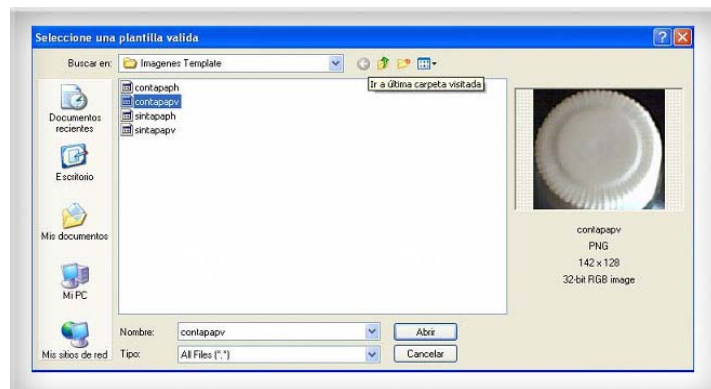 Seleccione una plantilla valida
Buscar en: Imagenes Template
Ir a última carpeta visitada
contapaph
contapapv
sintapaph
sintapapv
Documentos
recientes
Escritorio
Mis documentos
Mi PC
Mis sitios de red
contapapv
PNG
142 x 128
32-bit RGB image
Nombre: contapapv Abrir
Tipo: All Files (*.*) Cancelar